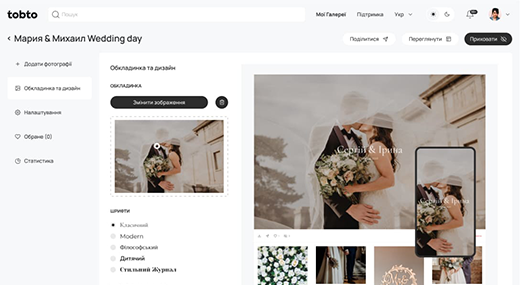 tobto
Пошук
Мої Галереї
Підтримка
Укр
Мария & Михаил Wedding day
Поділитися
Переглянути
Приховати
Додати фотографії
Обкладинка та дизайн
Налаштування
Обране (0)
Статистика
Обкладинка та дизайн
ОБКЛАДИНКА
Змінити зображення
ШРИФТИ
Класичний
Modern
Філософський
Дитячий
Стильний Журнал
Сергій & Ірина
Сергій & Ірина